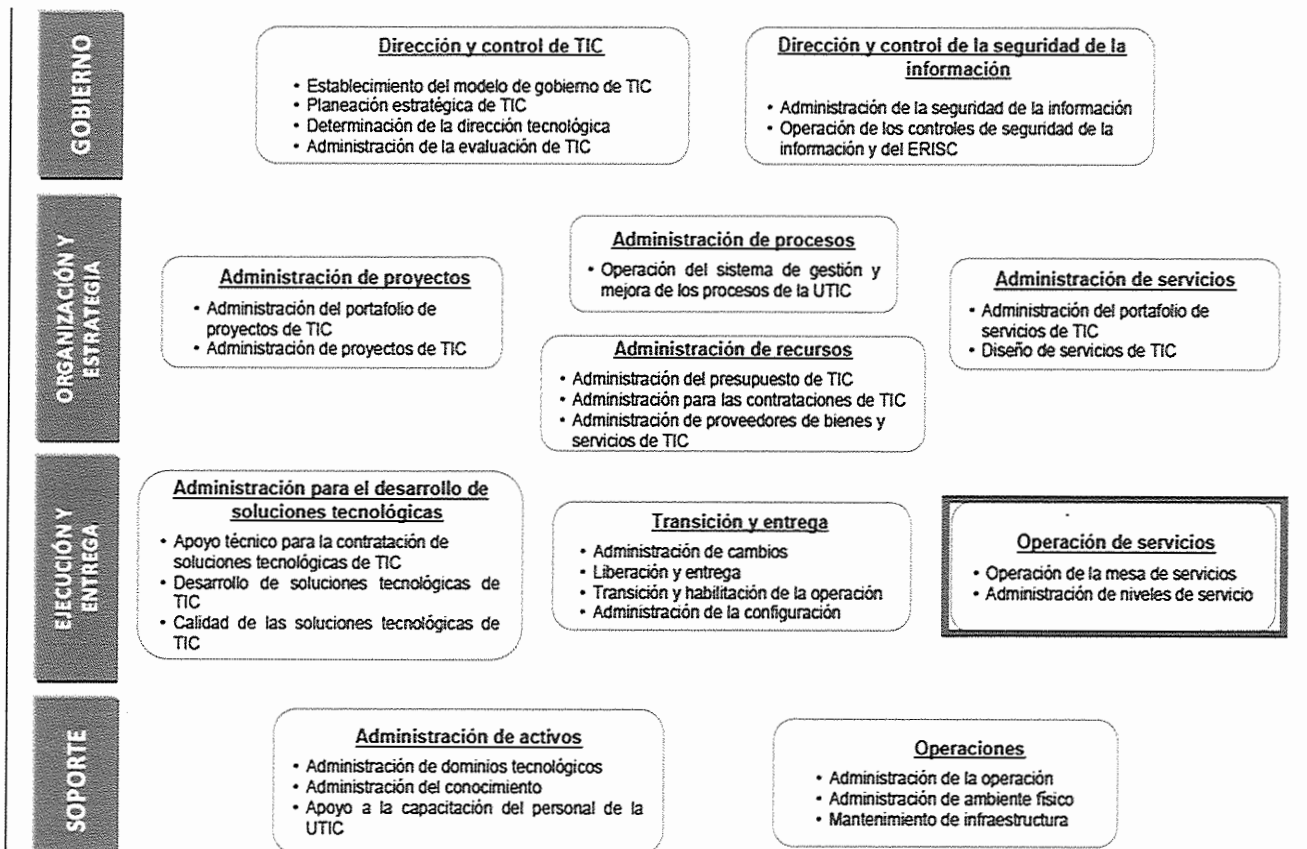 GOBIERNO
Dirección y control de TIC
• Establecimiento del modelo de gobierno de TIC
• Planeación estratégica de TIC
• Determinación de la dirección tecnológica
• Administración de la evaluación de TIC
Dirección y control de la seguridad de la
información
• Administración de la seguridad de la información
• Operación de los controles de seguridad de la
información y del ERISC
ORGANIZACIÓN Y
ESTRATEGIA
Administración de proyectos
• Administración del portafolio de
proyectos de TIC
• Administración de proyectos de TIC
Administración de procesos
• Operación del sistema de gestión y
mejora de los procesos de la UTIC
Administración de recursos
• Administración del presupuesto de TIC
• Administración para las contrataciones de TIC
• Administración de proveedores de bienes y
servicios de TIC
Administración de servicios
• Administración del portafolio de
servicios de TIC
• Diseño de servicios de TIC
EJECUCIÓN Y
ENTREGA
Administración para el desarrollo de
soluciones tecnológicas
• Apoyo técnico para la contratación de
soluciones tecnológicas de TIC
• Desarrollo de soluciones tecnológicas de
TIC
• Calidad de las soluciones tecnológicas de
TIC
Transición y entrega
• Administración de cambios
• Liberación y entrega
• Transición y habilitación de la operación
• Administración de la configuración
Operación de servicios
• Operación de la mesa de servicios
• Administración de niveles de servicio
SOPORTE
Administración de activos
• Administración de dominios tecnológicos
• Administración del conocimiento
• Apoyo a la capacitación del personal de la
UTIC
Operaciones
• Administración de la operación
• Administración de ambiente físico
• Mantenimiento de infraestructura